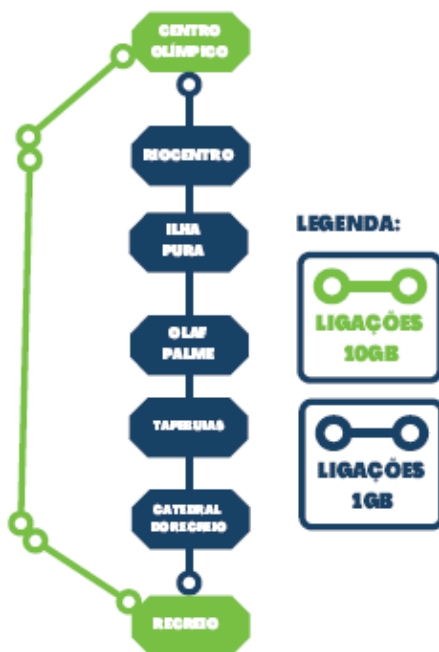 CENTRO
OLÍMPICO
RIOCENTRO
ILHA
PURA
OLAF
PALME
TAPEBUIAS
CATEDRAL
DO RECREIO
RECREIO
LEGENDA:
LIGAÇÕES
10GB
LIGAÇÕES
1GB